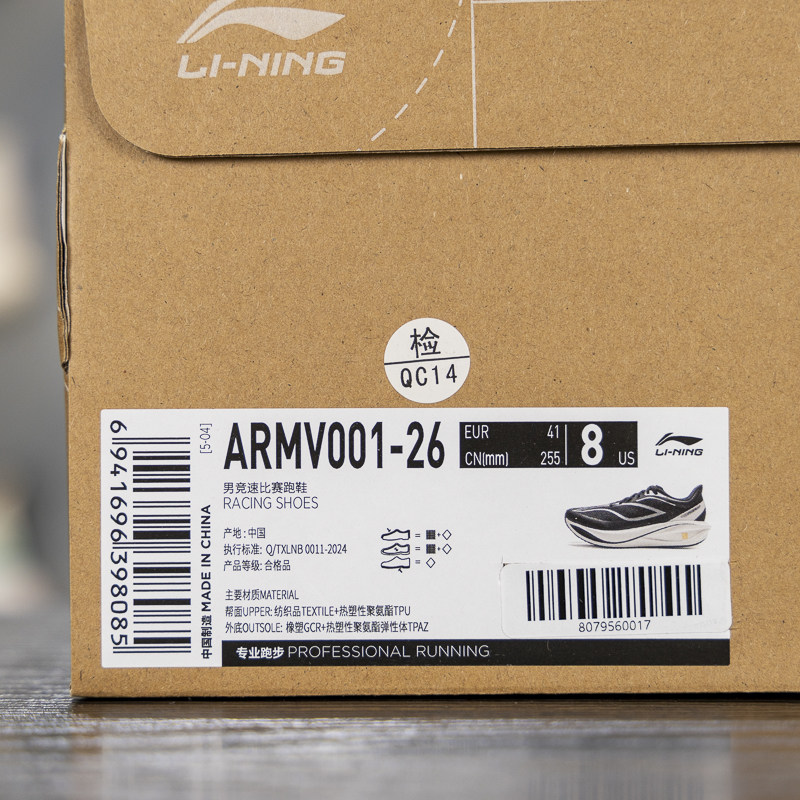 LI-NING
检
QC14
6 941696 398085
[5-04]
中国制造 MADE IN CHINA
ARMV001-26
EUR 41
CN(mm) 255
8 US
LI-NING
男竞速比赛跑鞋
RACING SHOES
产地: 中国
执行标准: Q/TXLNB 0011-2024
产品等级: 合格品
主要材质MATERIAL
帮面UPPER: 纺织品TEXTILE+热塑性聚氨酯TPU
外底OUTSOLE: 橡塑GCR+热塑性聚氨酯弹性体TPAZ
8079560017
专业跑步 PROFESSIONAL RUNNING